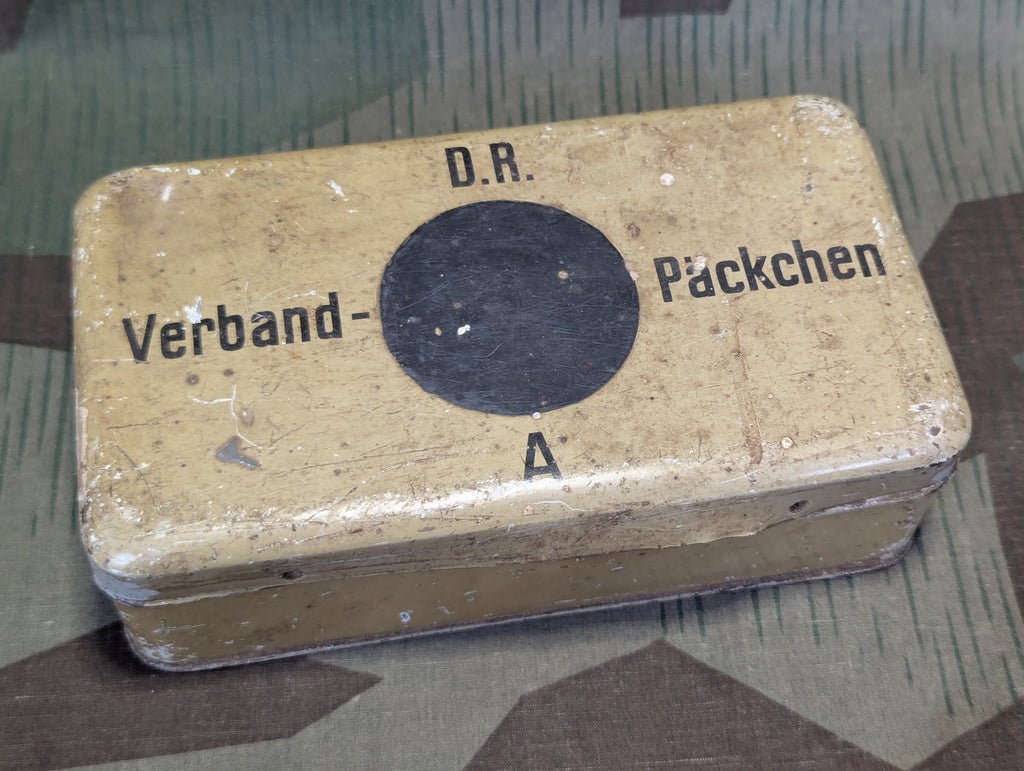 D.R.
Verband- Päckchen
A